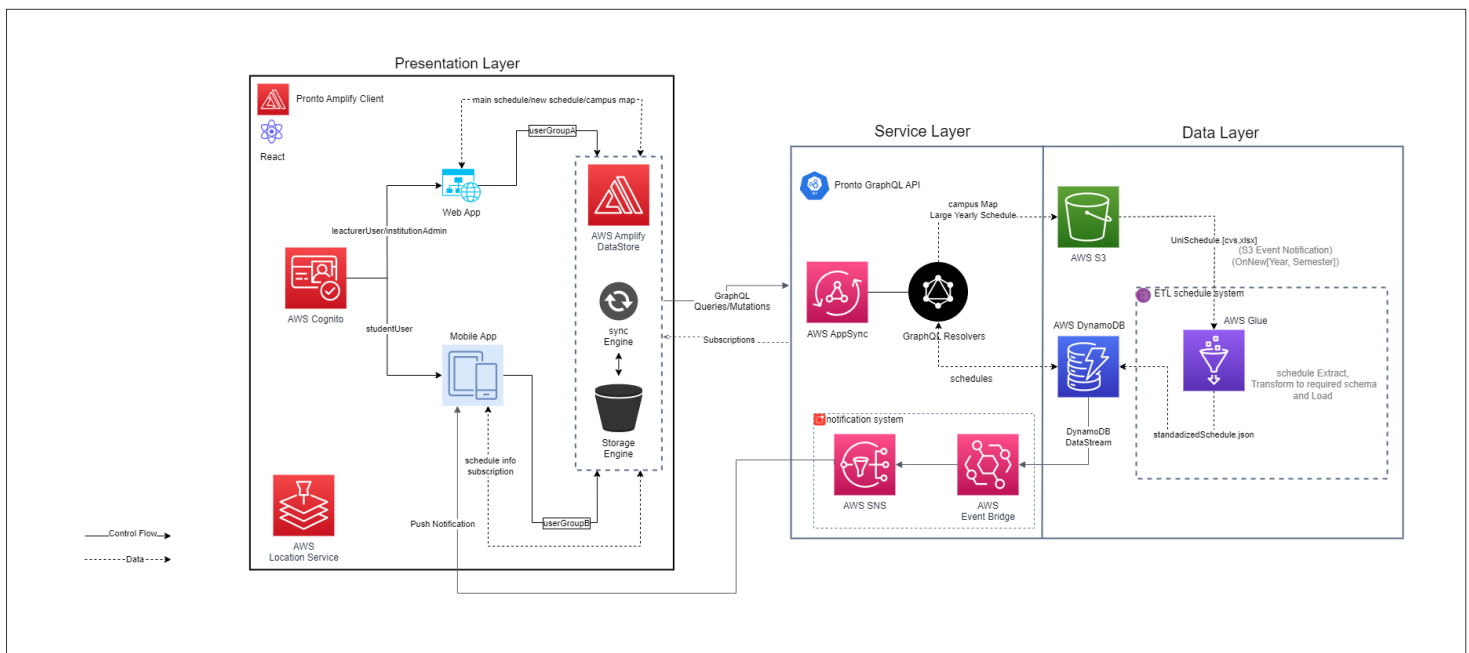 Presentation Layer
Pronto Amplify Client
React
main schedule/new schedule/campus map
userGroupA
Web App
leacturerUser/institutionAdmin
AWS Cognito
studentUser
Mobile App
AWS Amplify
DataStore
sync
Engine
Storage
Engine
schedule info
subscription
userGroupB
Push Notification
AWS
Location Service
Control Flow
Data
GraphQL
Queries/Mutations
Subscriptions
Service Layer
Pronto GraphQL API
campus Map
Large Yearly Schedule
AWS AppSync
GraphQL Resolvers
schedules
notification system
AWS SNS
AWS
Event Bridge
Data Layer
AWS S3
UniSchedule.[cvs,xlsx]
(S3 Event Notification)
(OnNew[Year, Semester])
ETL schedule system
AWS Glue
AWS DynamoDB
schedule Extract,
Transform to required schema
and Load
standadizedSchedule.json
DynamoDB
DataStream